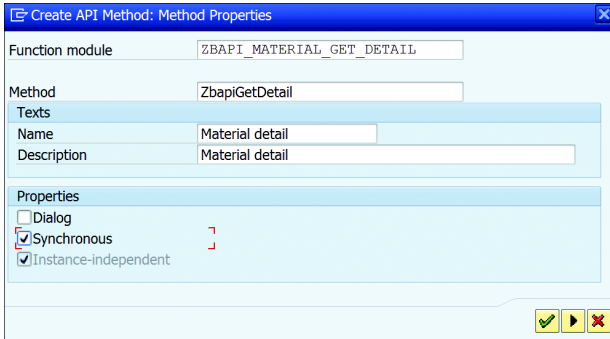 Create API Method: Method Properties
Function module ZBAPI_MATERIAL_GET_DETAIL
Method ZbapiGetDetail
Texts
Name Material detail
Description Material detail
Properties
Dialog
Synchronous
Instance-independent